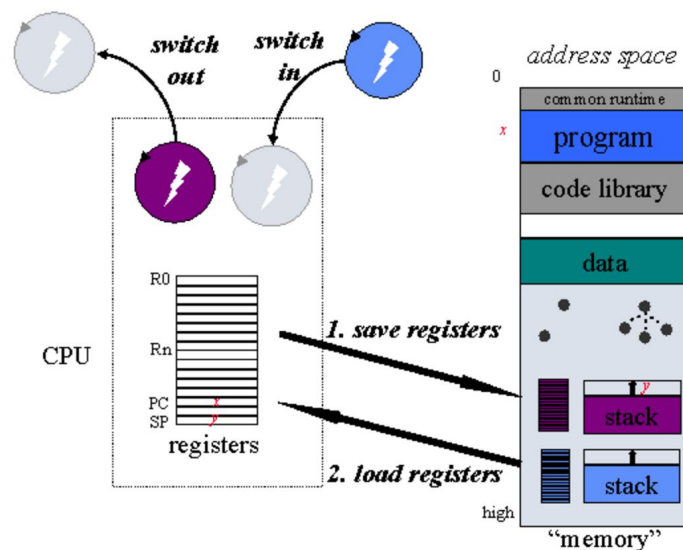 switch
out
switch
in
address space
0
common runtime
x
program
code library
data
R0
1. save registers
CPU
Rn
y
PC
x
stack
SP
y
registers
2. load registers
stack
high
“memory”